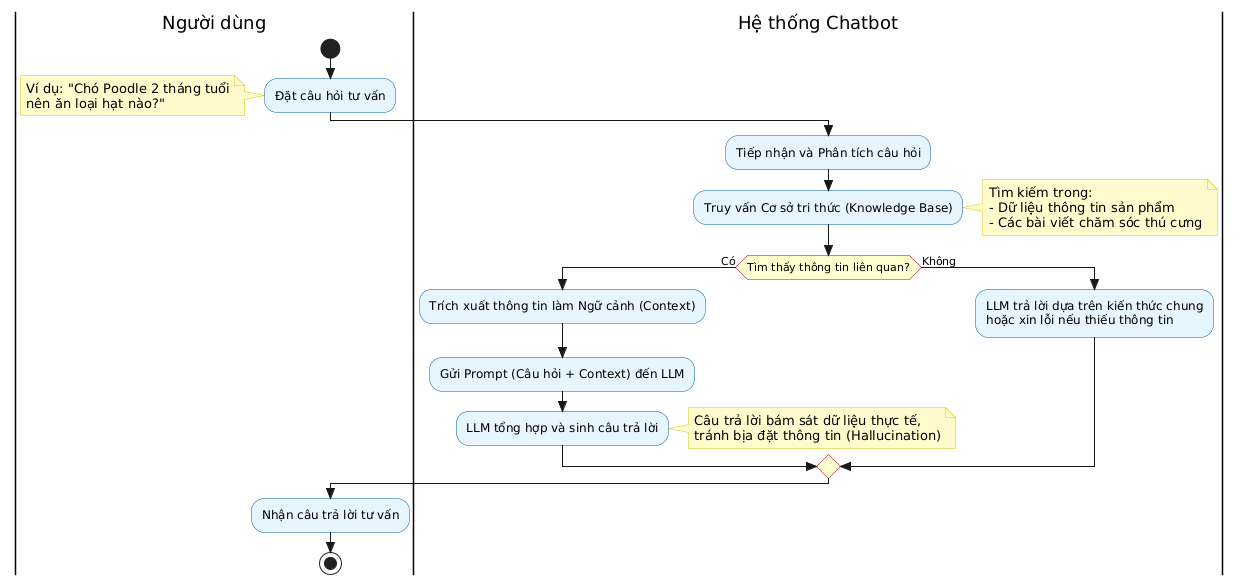 Người dùng
Hệ thống Chatbot
Ví dụ: "Chó Poodle 2 tháng tuổi
nên ăn loại hạt nào?"
Đặt câu hỏi tư vấn
Tiếp nhận và Phân tích câu hỏi
Truy vấn Cơ sở tri thức (Knowledge Base)
Tìm kiếm trong:
- Dữ liệu thông tin sản phẩm
- Các bài viết chăm sóc thú cưng
Tìm thấy thông tin liên quan?
Có
Không
Trích xuất thông tin làm Ngữ cảnh (Context)
LLM trả lời dựa trên kiến thức chung
hoặc xin lỗi nếu thiếu thông tin
Gửi Prompt (Câu hỏi + Context) đến LLM
LLM tổng hợp và sinh câu trả lời
Câu trả lời bám sát dữ liệu thực tế,
tránh bịa đặt thông tin (Hallucination)
Nhận câu trả lời tư vấn